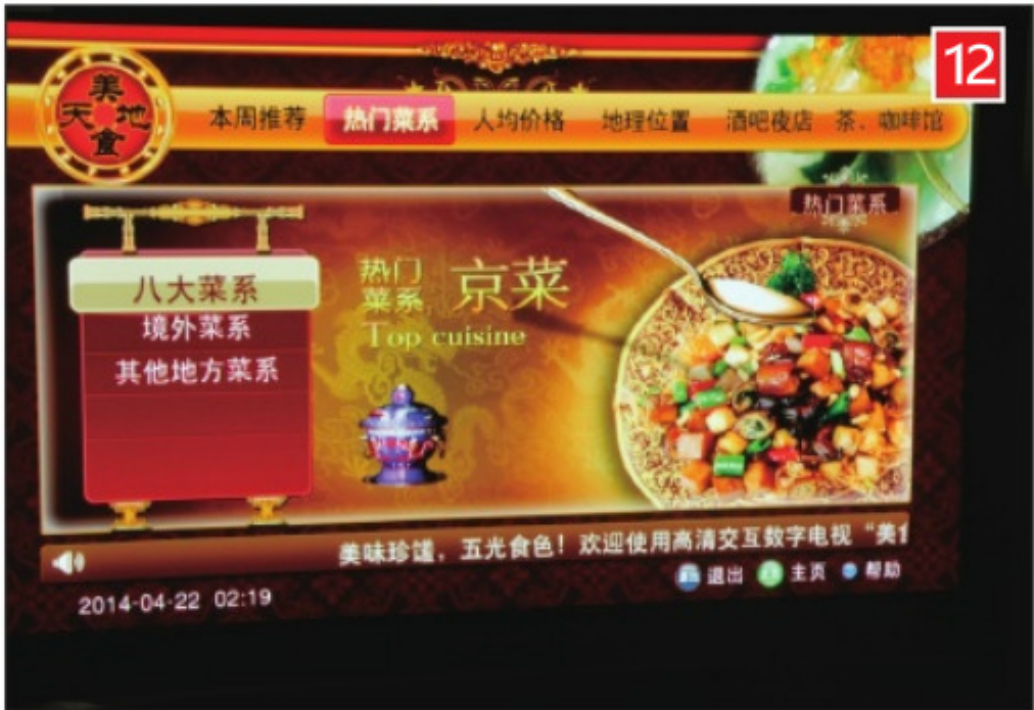 12
美食天地
本周推荐 热门菜系 人均价格 地理位置 酒吧夜店 茶、咖啡馆
热门菜系
八大菜系
境外菜系
其他地方菜系
热门菜系 京菜
Top cuisine
美味珍馐，五光食色！欢迎使用高清交互数字电视“美食
退出 主页 帮助
2014-04-22 02:19